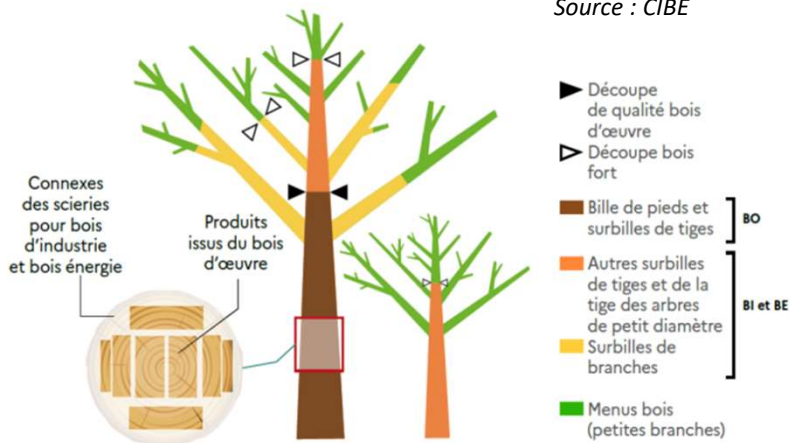 Source : CIBE
Connexes
des scieries
pour bois
d'industrie
et bois énergie
Produits
issus du bois
d'œuvre
Découpe
de qualité bois
d'œuvre
Découpe bois
fort
Bille de pieds et
surbilles de tiges
BO
Autres surbilles
de tiges et de la
tige des arbres
de petit diamètre
Surbilles de
branches
BI et BE
Menus bois
(petites branches)